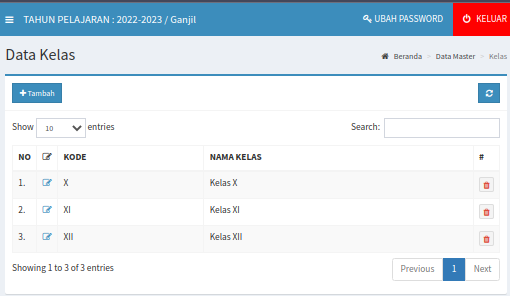 TAHUN PELAJARAN : 2022-2023 / Ganjil UBAH PASSWORD KELUAR
Data Kelas Beranda > Data Master > Kelas
+ Tambah
Show 10 entries Search:
NO KODE NAMA KELAS #
1. X Kelas X
2. XI Kelas XI
3. XII Kelas XII
Showing 1 to 3 of 3 entries Previous 1 Next